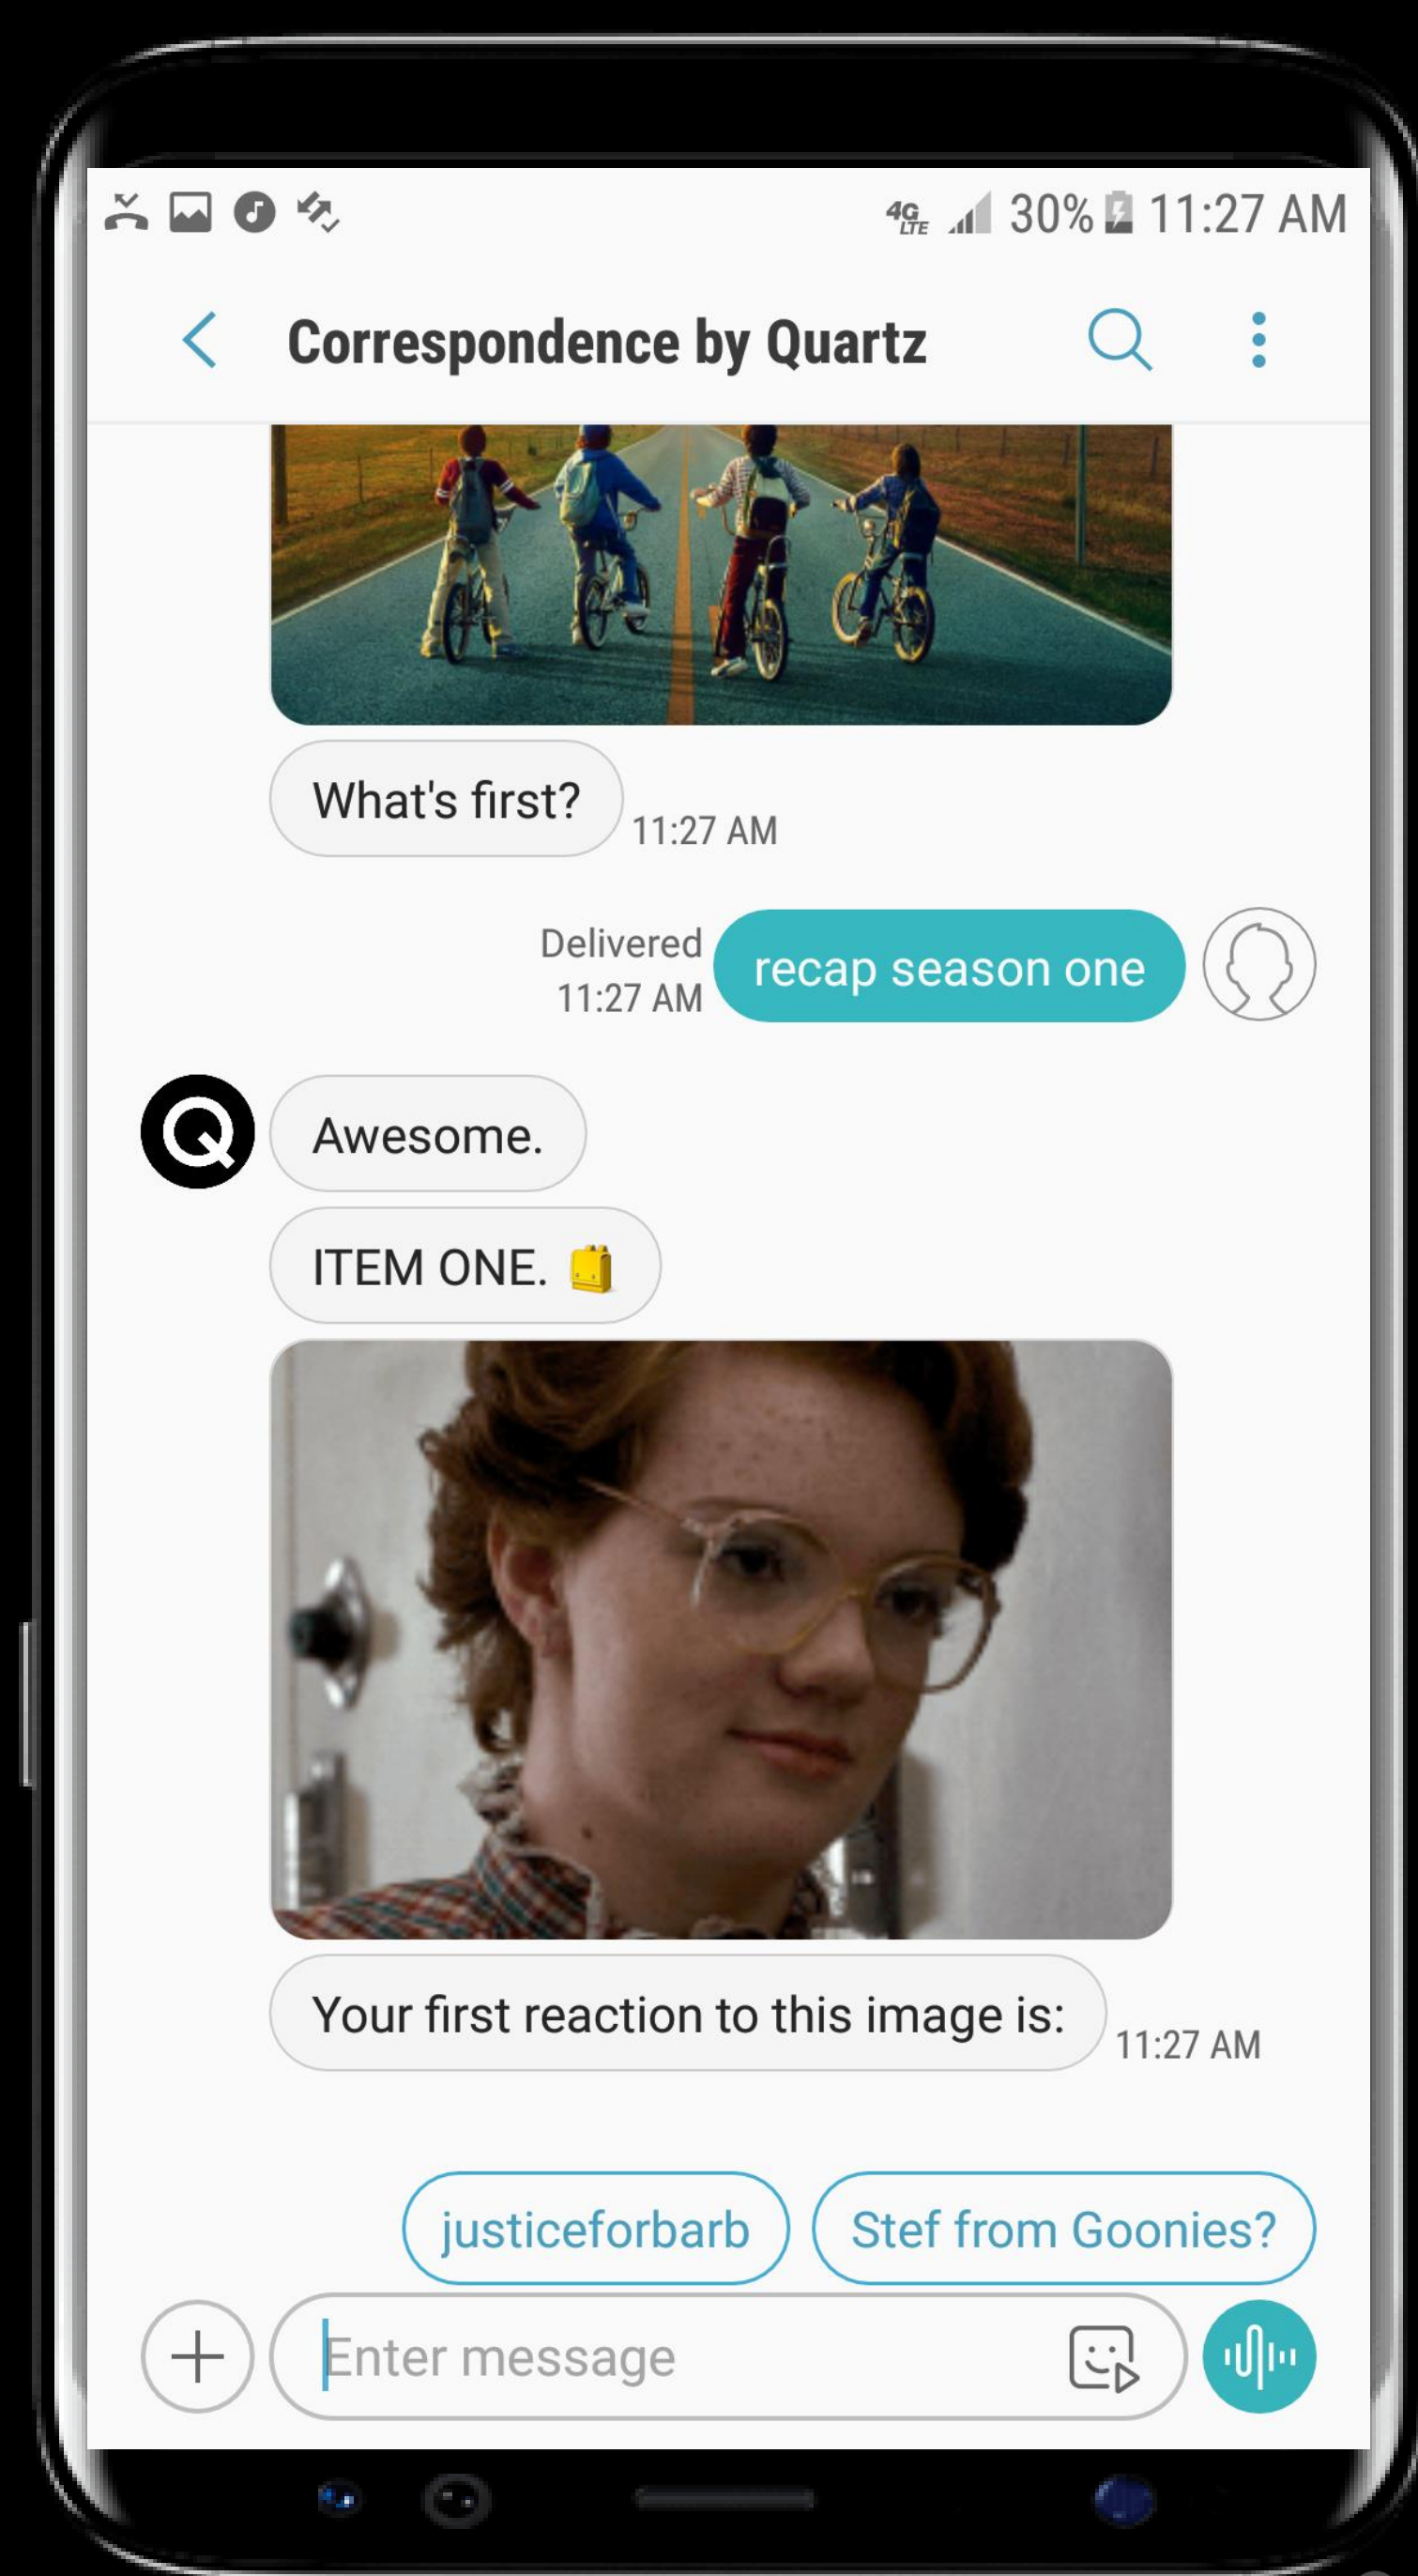 4G LTE 30% 11:27 AM
Correspondence by Quartz
What's first?
11:27 AM
Delivered
11:27 AM
recap season one
Q
Awesome.
ITEM ONE.
Your first reaction to this image is:
11:27 AM
justiceforbarb
Stef from Goonies?
Enter message